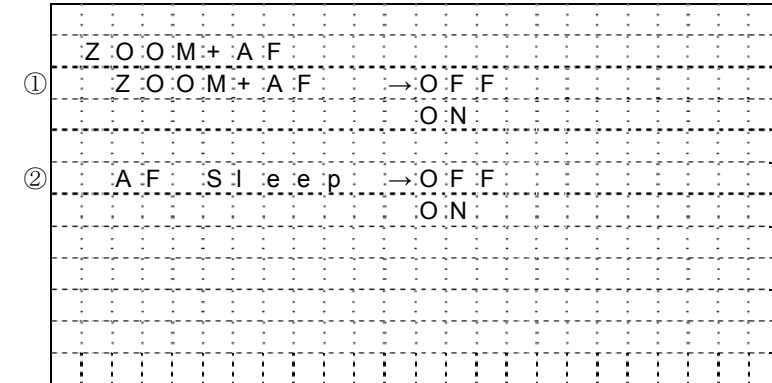 ZOOM+AF
① ZOOM+AF →OFF
ON
② AF Sleep →OFF
ON